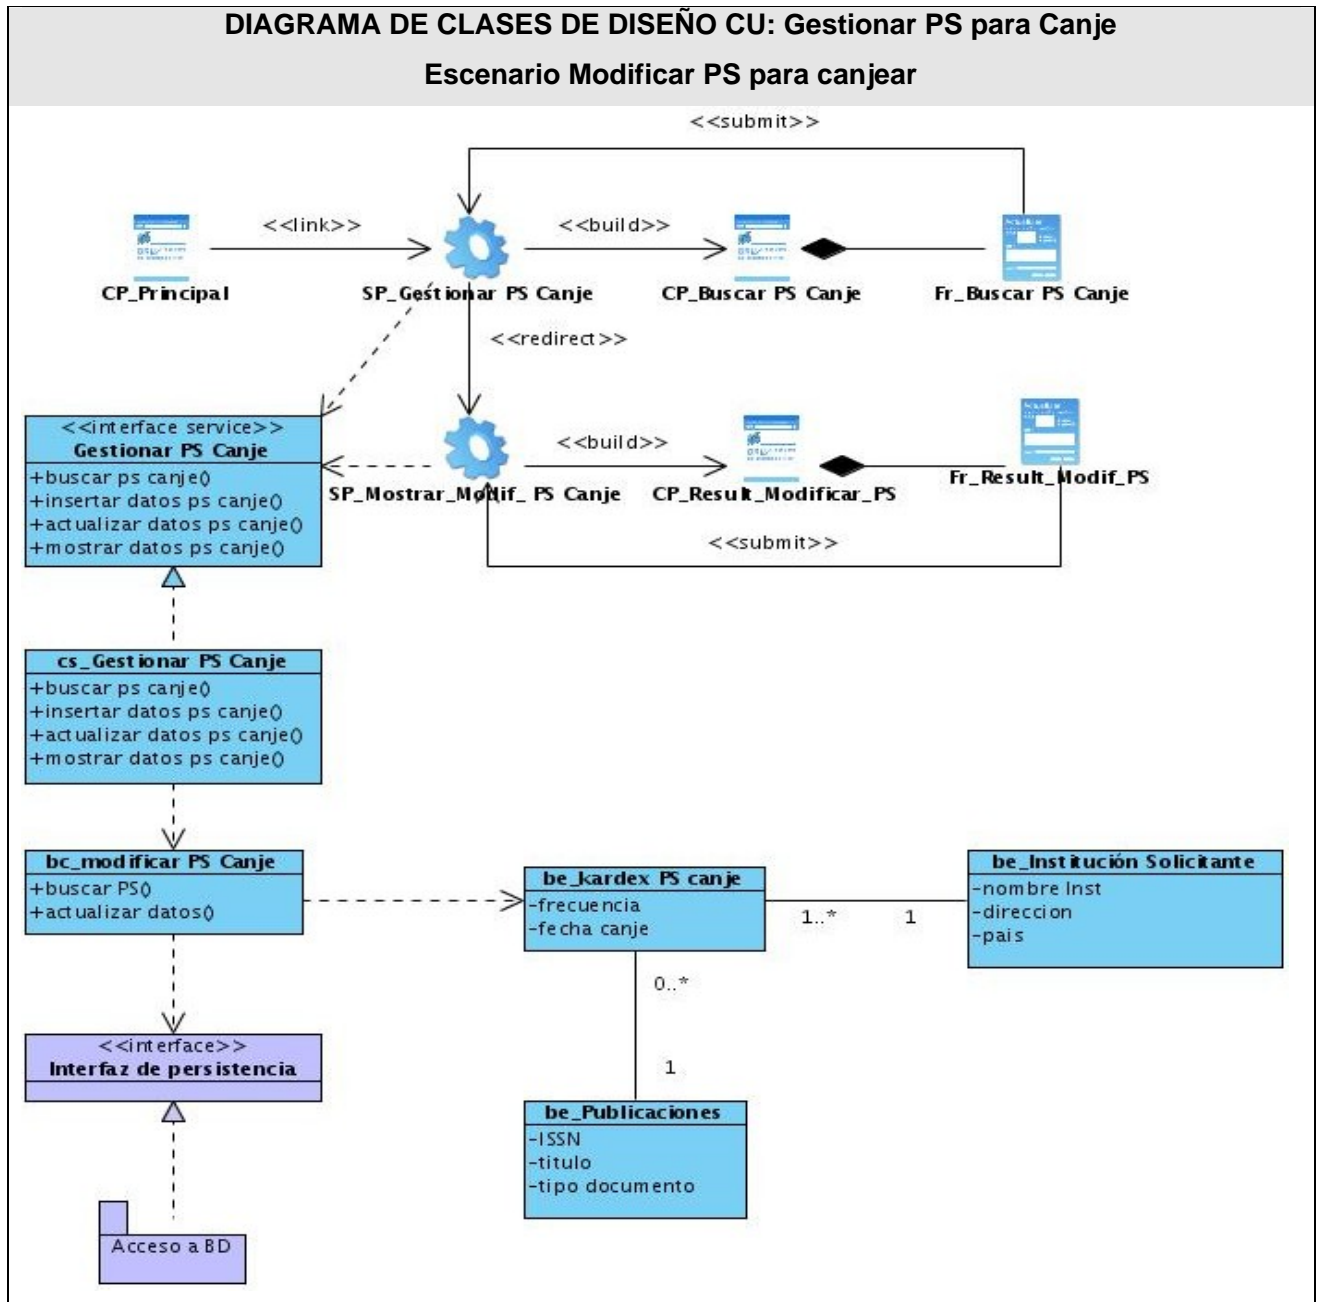 DIAGRAMA DE CLASES DE DISEÑO CU: Gestionar PS para Canje
Escenario Modificar PS para canjear
<<submit>>
<<link>>
<<build>>
CP_Principal
SP_Gestionar PS Canje
CP_Buscar PS Canje
Fr_Buscar PS Canje
<<redirect>>
<<interface service>>
Gestionar PS Canje
+buscar ps canje()
+insertar datos ps canje()
+actualizar datos ps canje()
+mostrar datos ps canje()
<<build>>
SP_Mostrar_Modif_ PS Canje
CP_Result_Modificar_PS
Fr_Result_Modif_PS
<<submit>>
cs_Gestionar PS Canje
+buscar ps canje()
+insertar datos ps canje()
+actualizar datos ps canje()
+mostrar datos ps canje()
bc_modificar PS Canje
+buscar PS()
+actualizar datos()
be_kardex PS canje
-frecuencia
-fecha canje
1..*
1
be_Institución Solicitante
-nombre Inst
-direccion
-pais
0..*
1
<<interface>>
Interfaz de persistencia
be_Publicaciones
-ISSN
-titulo
-tipo documento
Acceso a BD